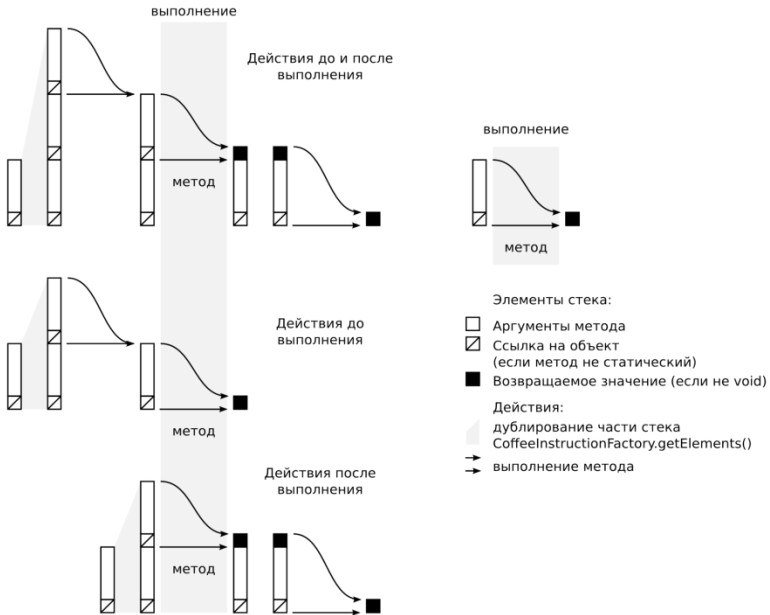 выполнение
Действия до и после
выполнения
метод
выполнение
метод
Действия до
выполнения
метод
Элементы стека:
Аргументы метода
Ссылка на объект
(если метод не статический)
Возвращаемое значение (если не void)
Действия:
дублирование части стека
CoffeeInstructionFactory.getElements()
выполнение метода
Действия после
выполнения
метод